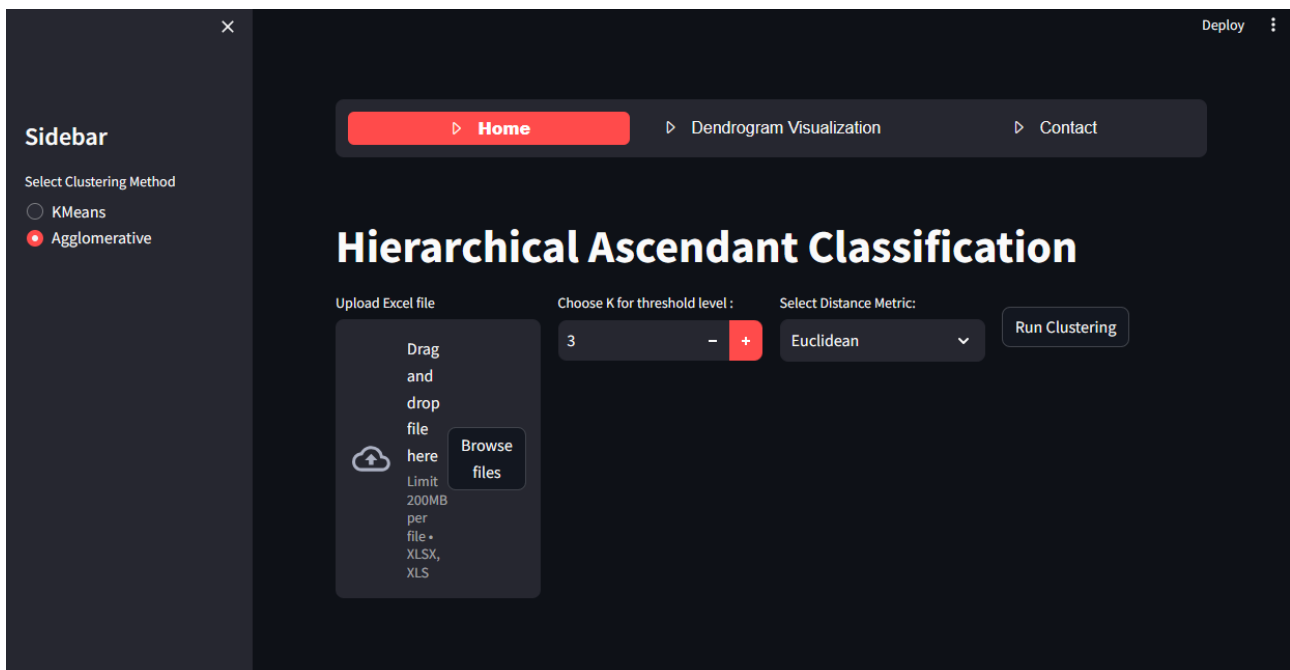 Deploy
Sidebar
Select Clustering Method
KMeans
Agglomerative
Home
Dendrogram Visualization
Contact
Hierarchical Ascendant Classification
Upload Excel file
Drag
and
drop
file
here
Limit
200MB
per
file •
XLSX,
XLS
Browse
files
Choose K for threshold level :
3
Select Distance Metric:
Euclidean
Run Clustering